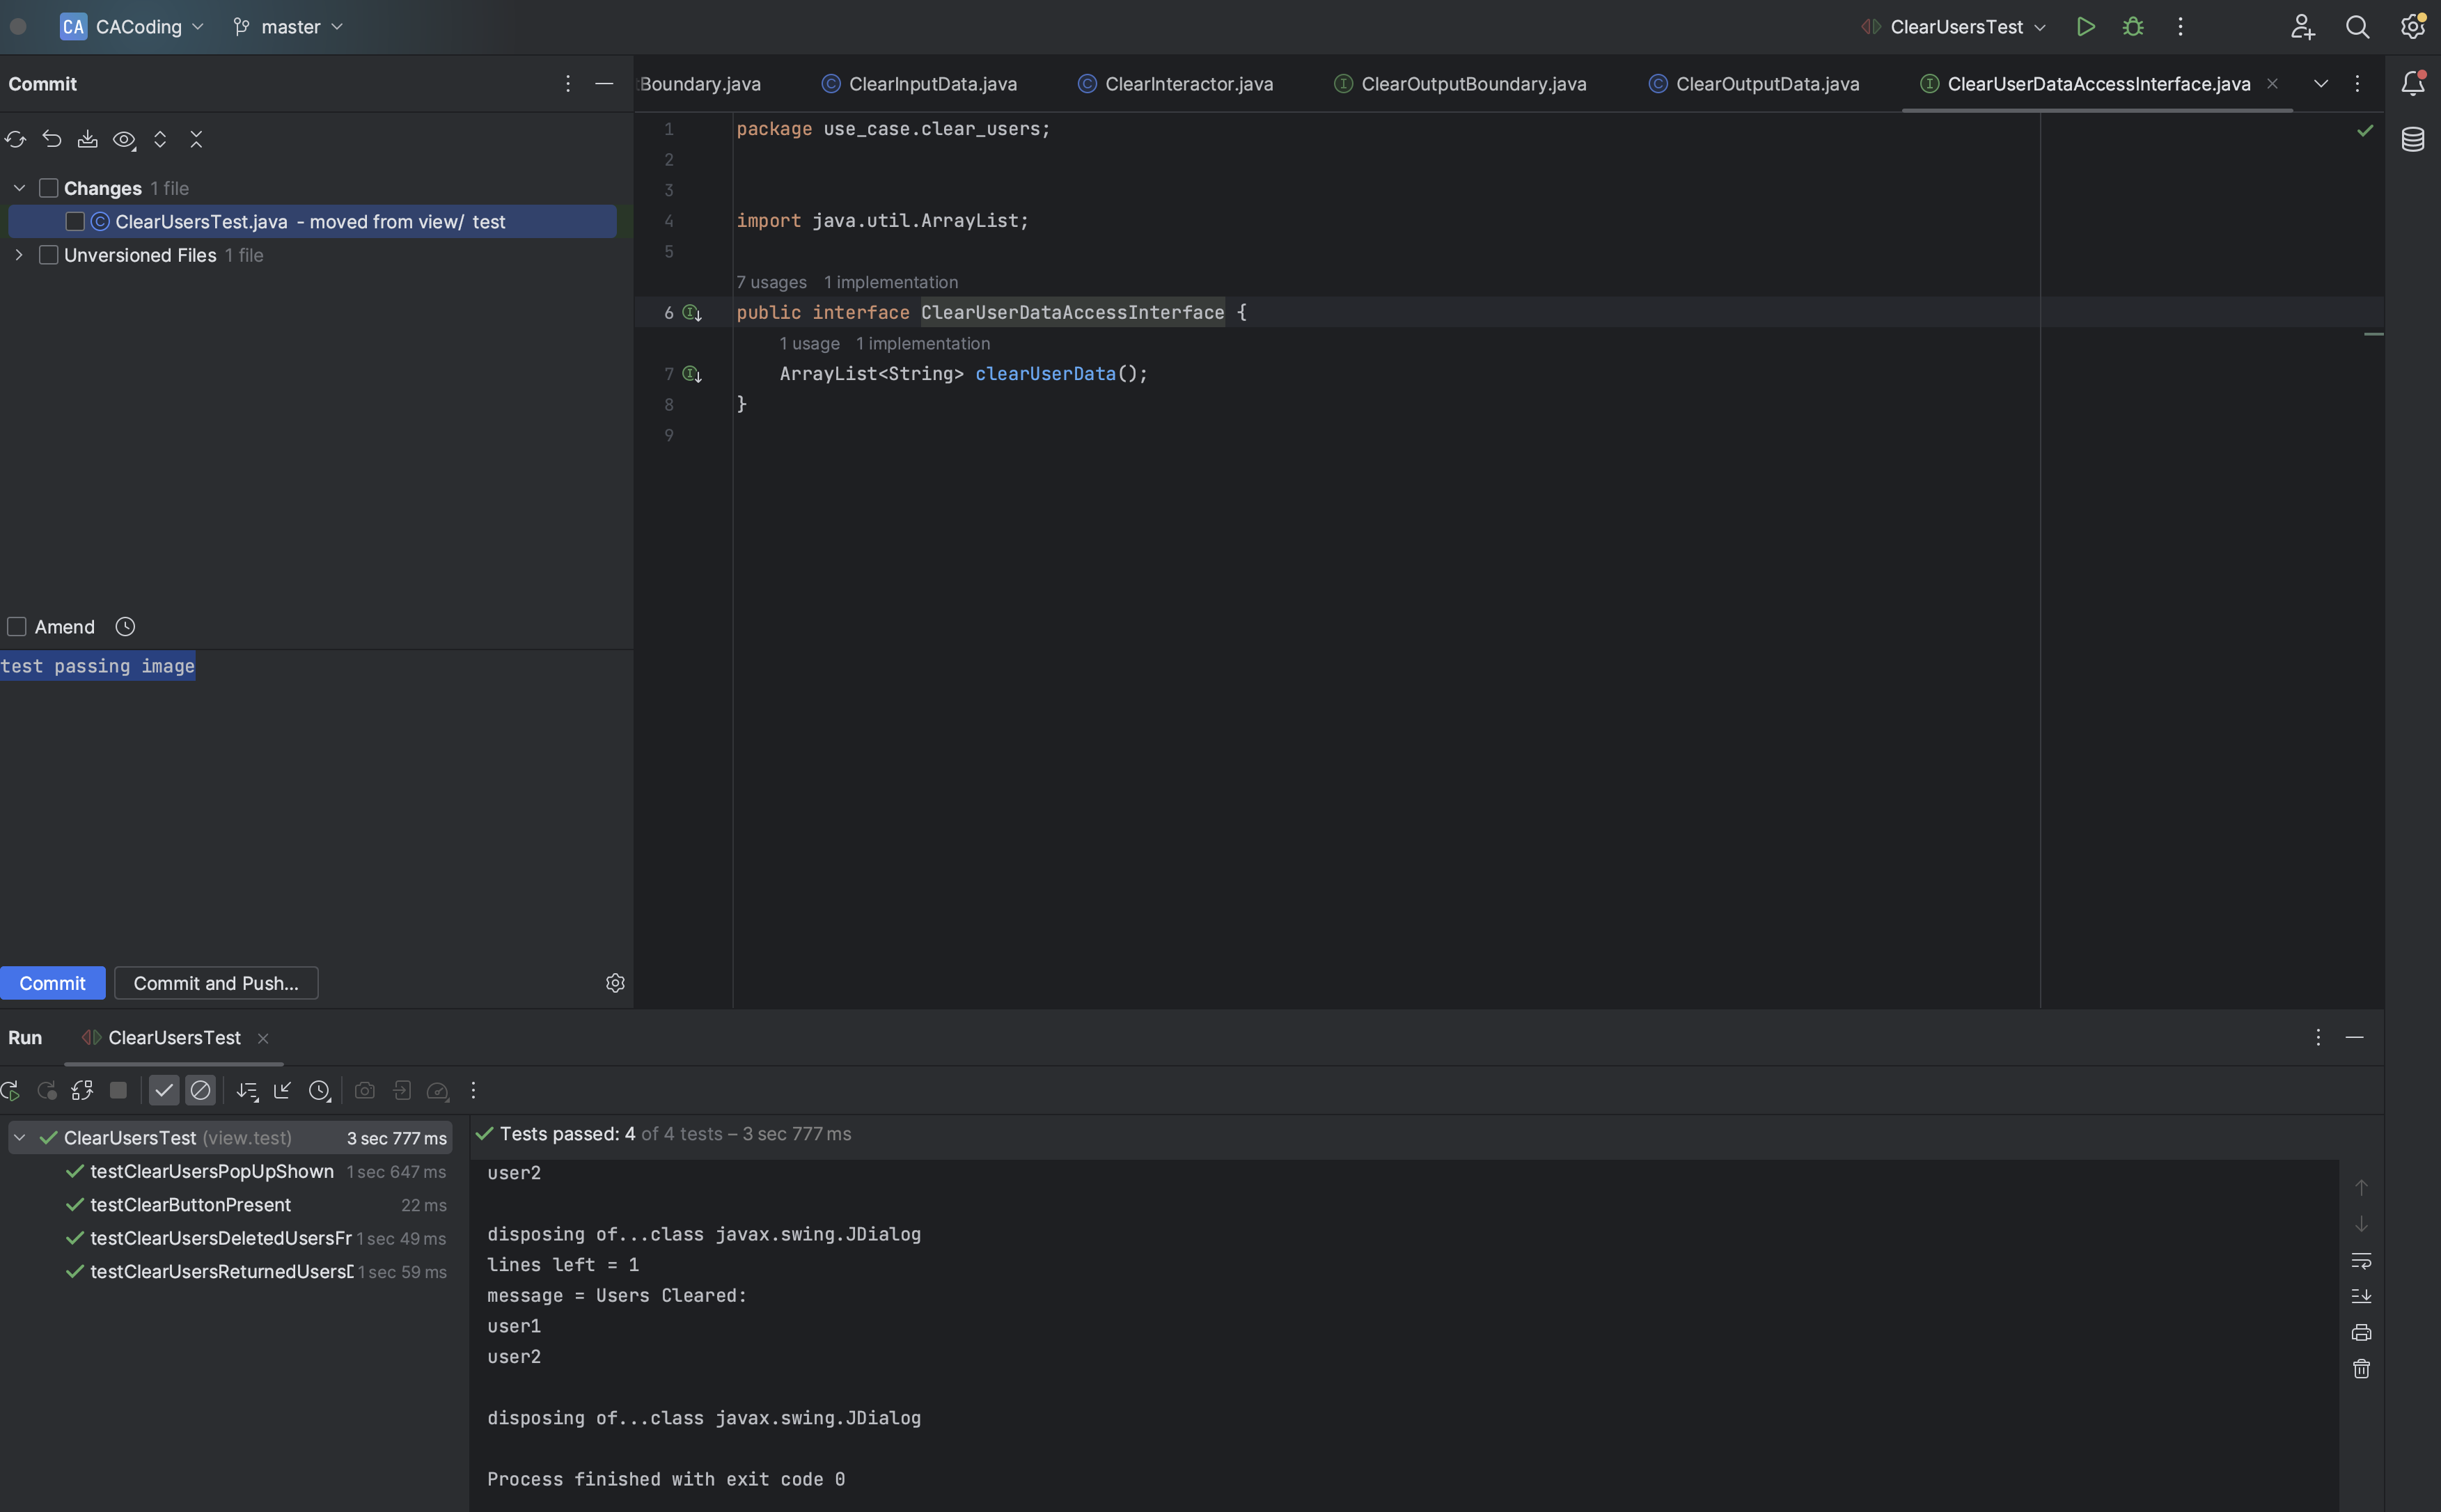 CA CACoding master ClearUsersTest
Commit
tBoundary.java ClearInputData.java ClearInteractor.java ClearOutputBoundary.java ClearOutputData.java ClearUserDataAccessInterface.java
Changes 1 file
ClearUsersTest.java - moved from view/ test
Unversioned Files 1 file
Amend
test passing image
Commit Commit and Push...
1 package use_case.clear_users;
2
3
4 import java.util.ArrayList;
5
7 usages 1 implementation
6 public interface ClearUserDataAccessInterface {
1 usage 1 implementation
7 ArrayList<String> clearUserData();
8 }
9
Run ClearUsersTest
ClearUsersTest (view.test) 3 sec 777 ms
testClearUsersPopUpShown 1 sec 647 ms
testClearButtonPresent 22 ms
testClearUsersDeletedUsersFr 1 sec 49 ms
testClearUsersReturnedUsers 1 sec 59 ms
Tests passed: 4 of 4 tests – 3 sec 777 ms
user2
disposing of...class javax.swing.JDialog
lines left = 1
message = Users Cleared:
user1
user2
disposing of...class javax.swing.JDialog
Process finished with exit code 0